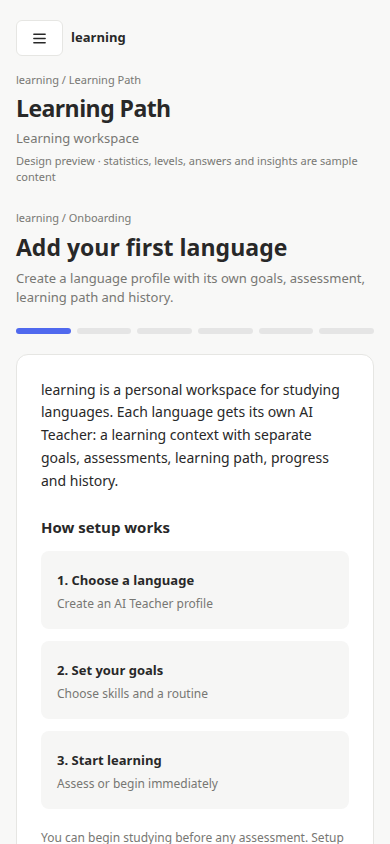 learning
learning / Learning Path
Learning Path
Learning workspace
Design preview · statistics, levels, answers and insights are sample
content
learning / Onboarding
Add your first language
Create a language profile with its own goals, assessment,
learning path and history.
learning is a personal workspace for studying
languages. Each language gets its own AI
Teacher: a learning context with separate
goals, assessments, learning path, progress
and history.
How setup works
1. Choose a language
Create an AI Teacher profile
2. Set your goals
Choose skills and a routine
3. Start learning
Assess or begin immediately
You can begin studying before any assessment. Setup